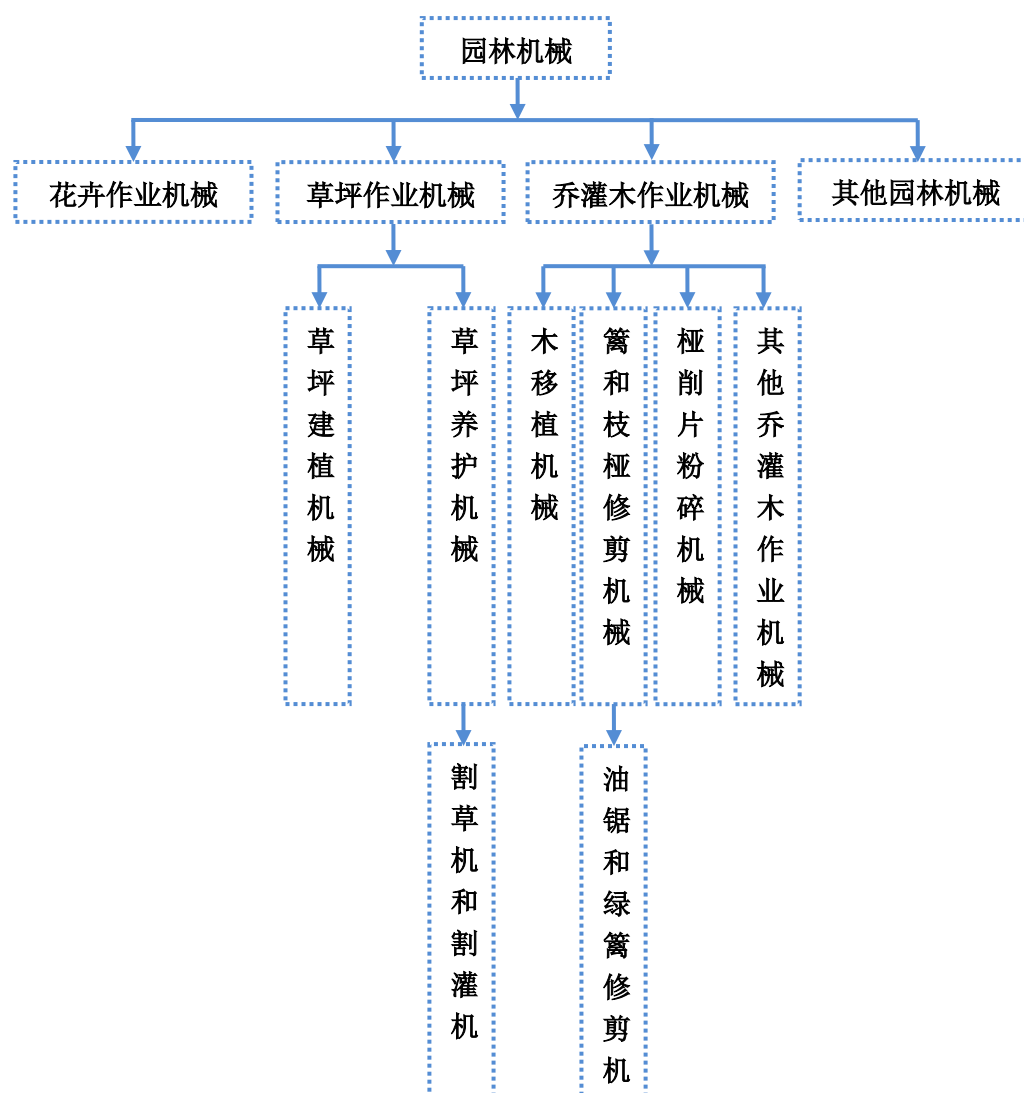 园林机械
花卉作业机械
草坪作业机械
乔灌木作业机械
其他园林机械
草坪建植机械
草坪养护机械
木移植机械
篱和枝桠修剪机械
桠削片粉碎机械
其他乔灌木作业机械
割草机和割灌机
油锯和绿篱修剪机